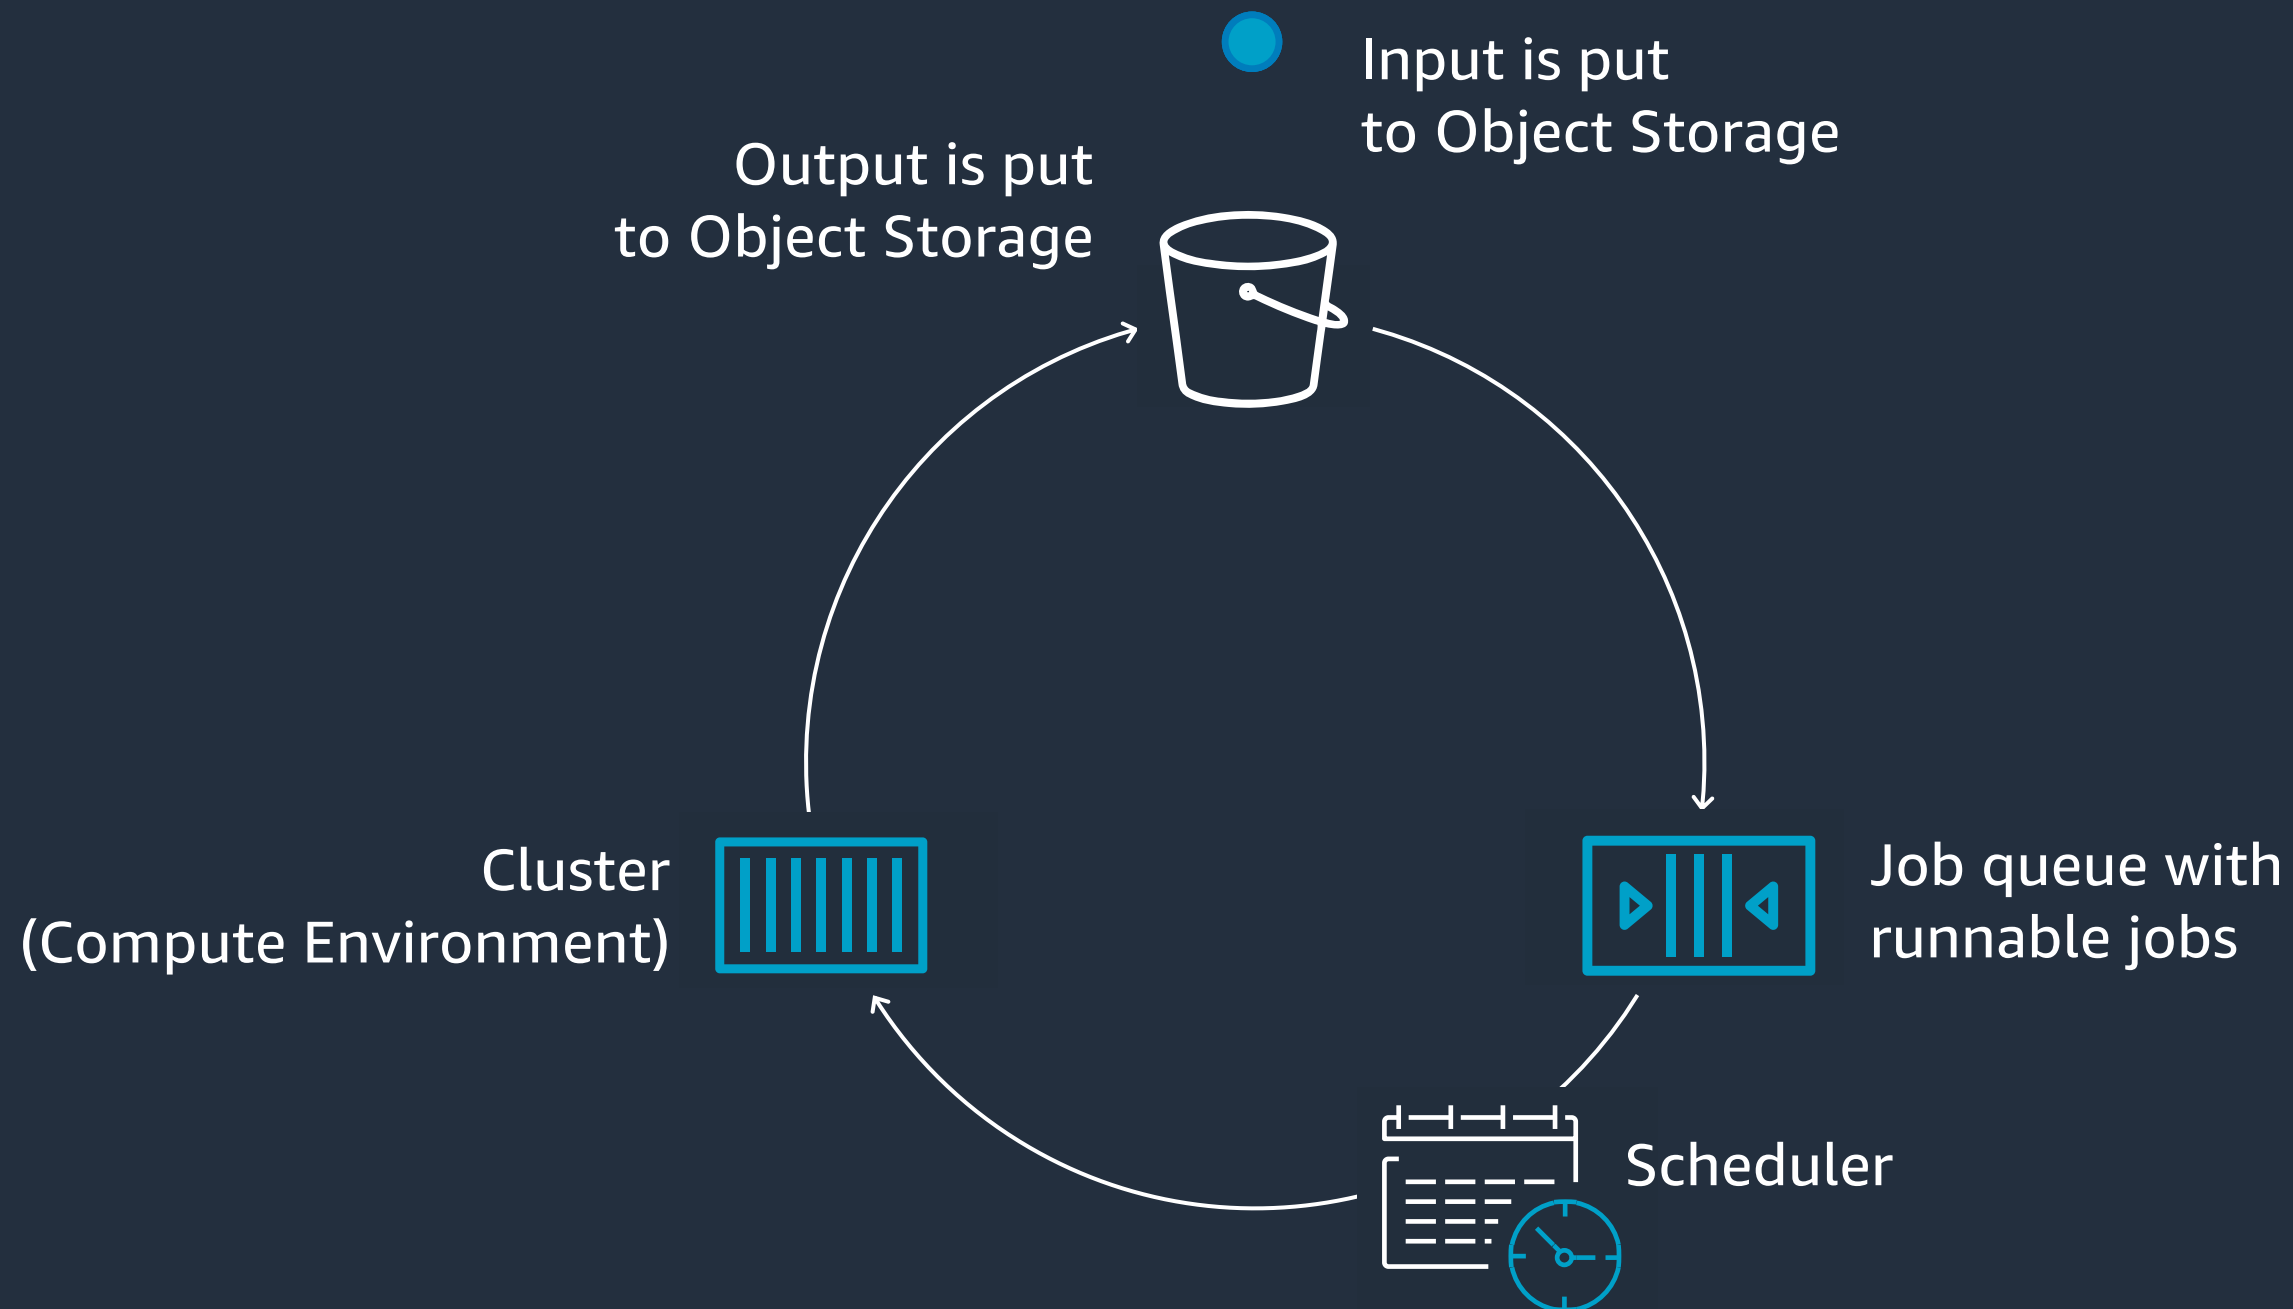 Input is put
to Object Storage
Output is put
to Object Storage
Cluster
(Compute Environment)
Job queue with
runnable jobs
Scheduler